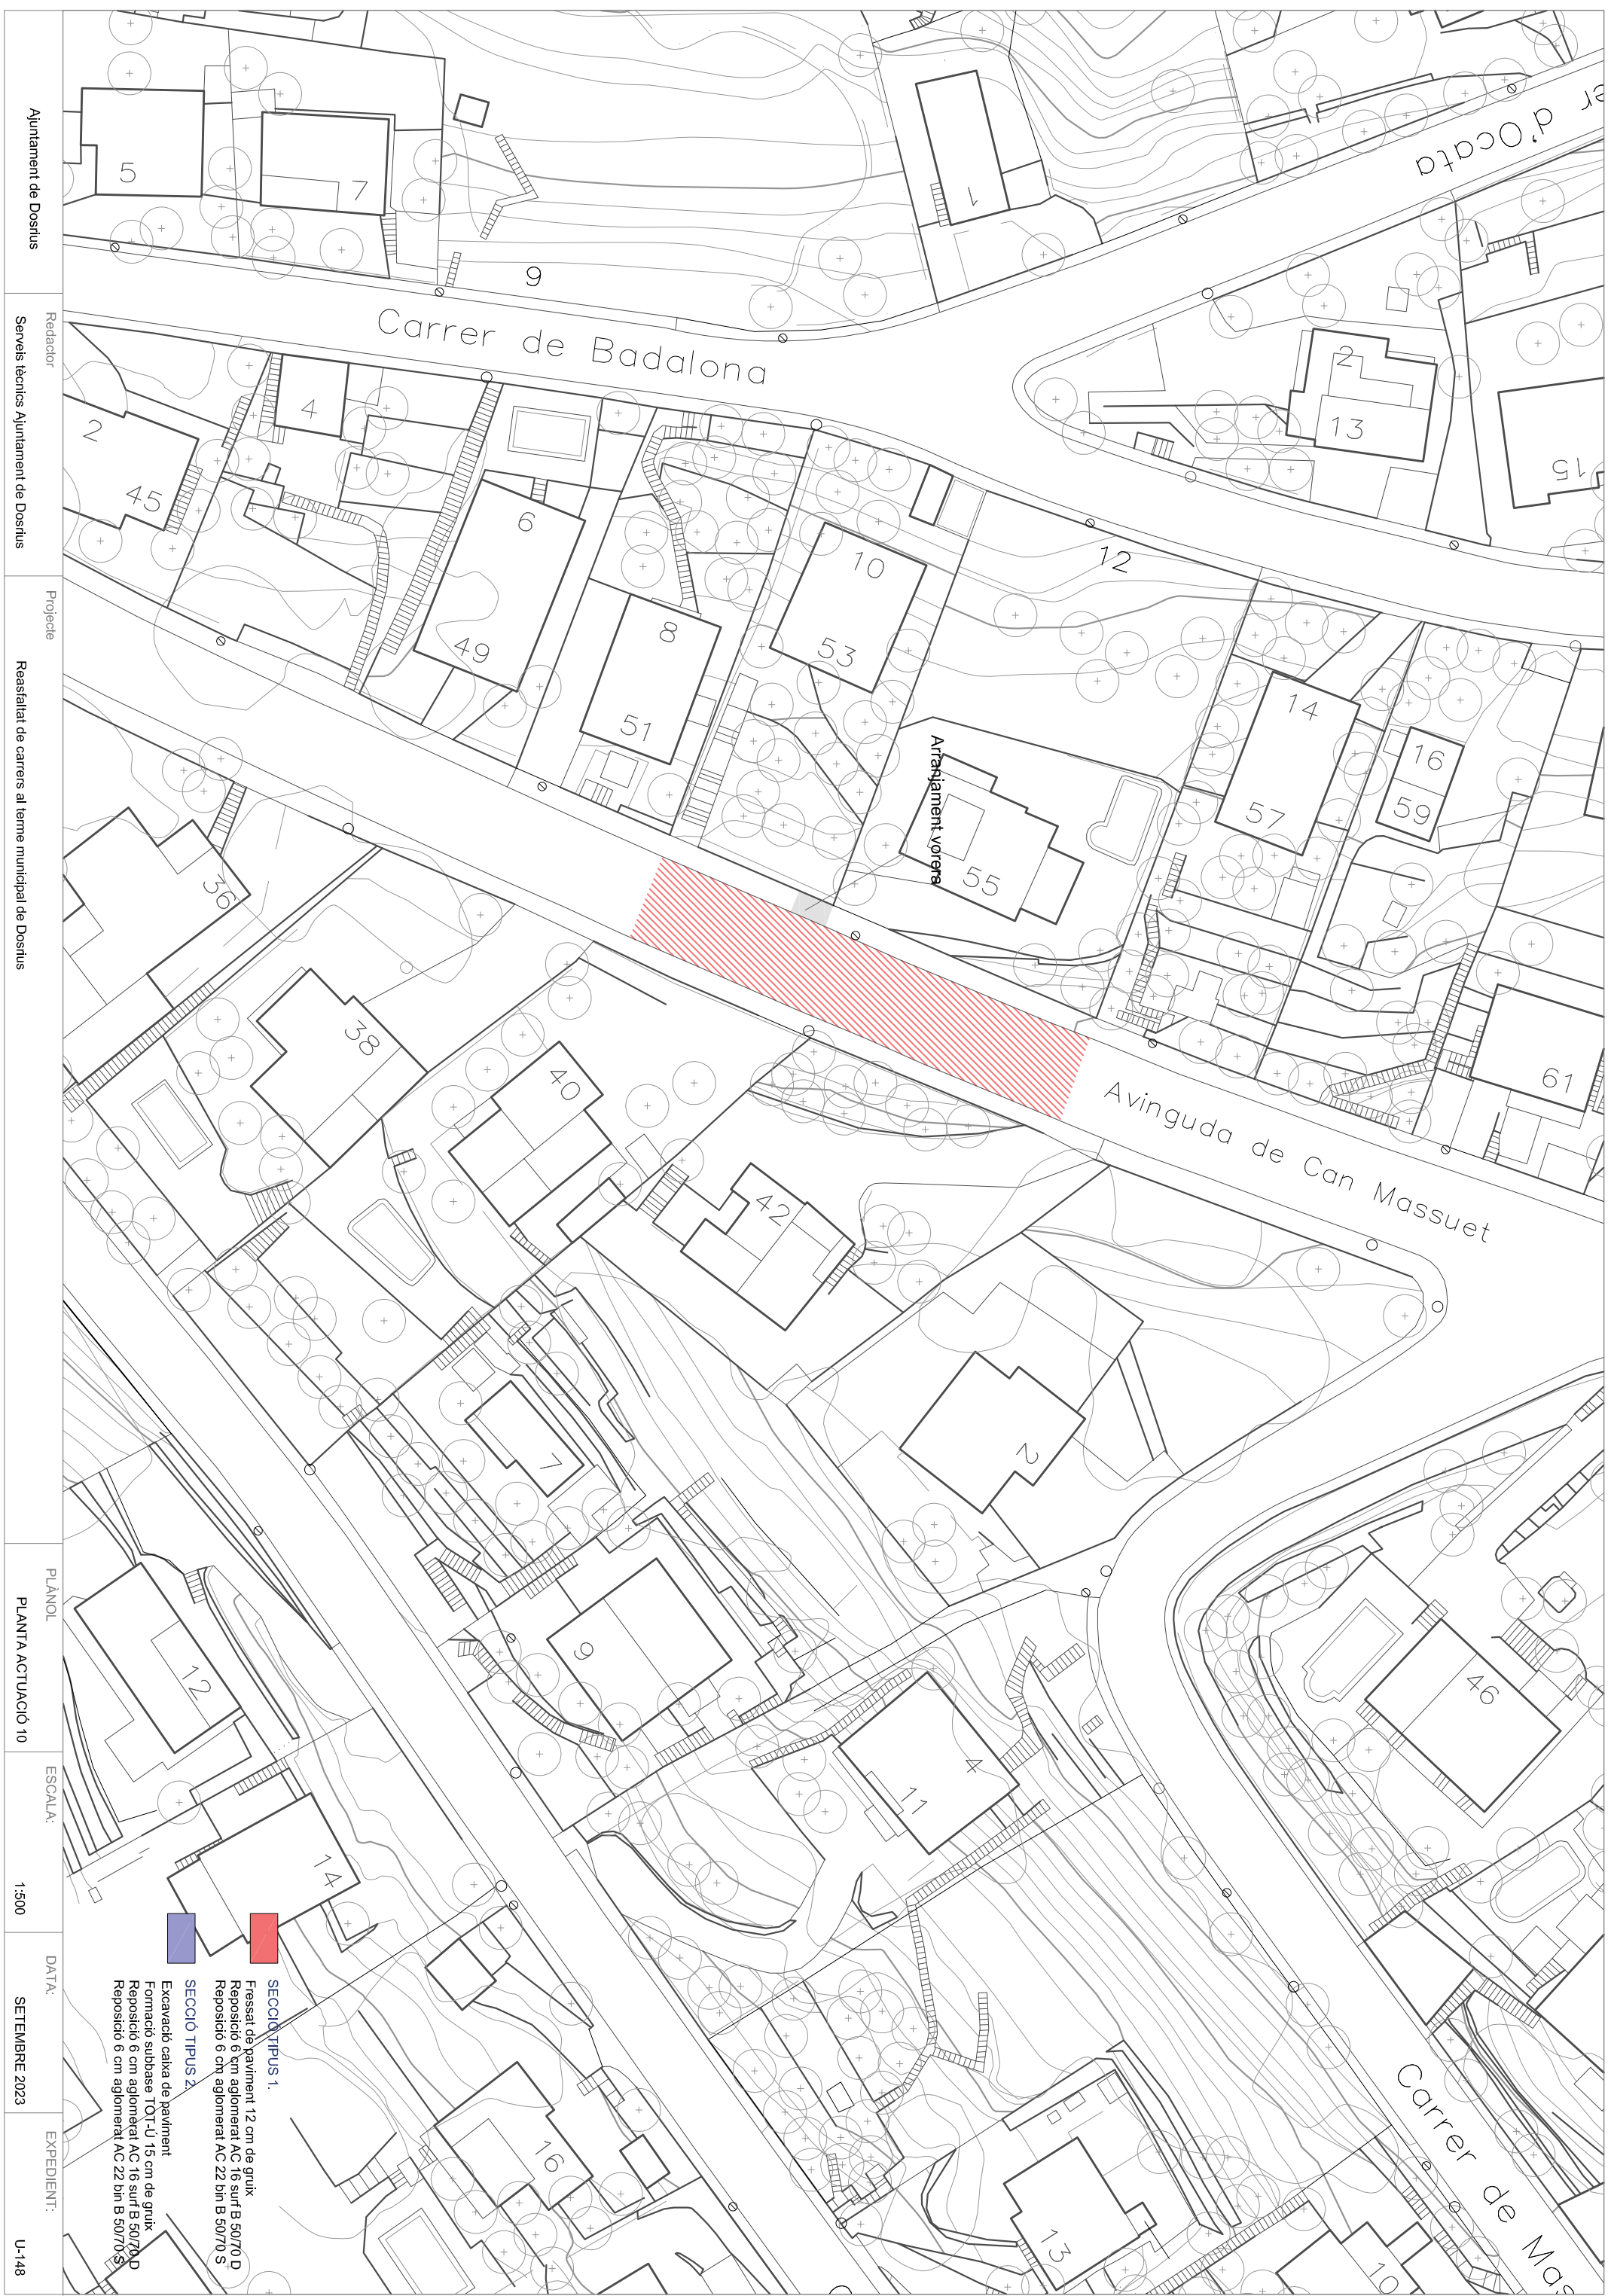 Ajuntament de Dosrius
Redactor
Serveis tècnics Ajuntament de Dosrius
Projecte
Reasfaltat de carrers al terme municipal de Dosrius
PLÀNOL
PLANTA ACTUACIÓ 10
ESCALA:
1:500
DATA:
SETEMBRE 2023
EXPEDIENT:
U-148
SECCIÓ TIPUS 1.
Fressat de paviment 12 cm de gruix
Reposició 6 cm aglomerat AC 16 surf B 50/70 D
Reposició 6 cm aglomerat AC 22 bin B 50/70 S
SECCIÓ TIPUS 2.
Excavació caixa de paviment
Formació subbase TOT-Ú 15 cm de gruix
Reposició 6 cm aglomerat AC 16 surf B 50/70 D
Reposició 6 cm aglomerat AC 22 bin B 50/70 S
er d'Ocata
Carrer de Badalona
Arranjament vorera
Avinguda de Can Massuet
Carrer de Mas
5
7
9
1
2
13
15
2
45
4
6
49
8
51
10
53
12
55
14
57
16
59
61
36
38
40
42
2
7
9
4
11
46
12
14
16
13
10
C